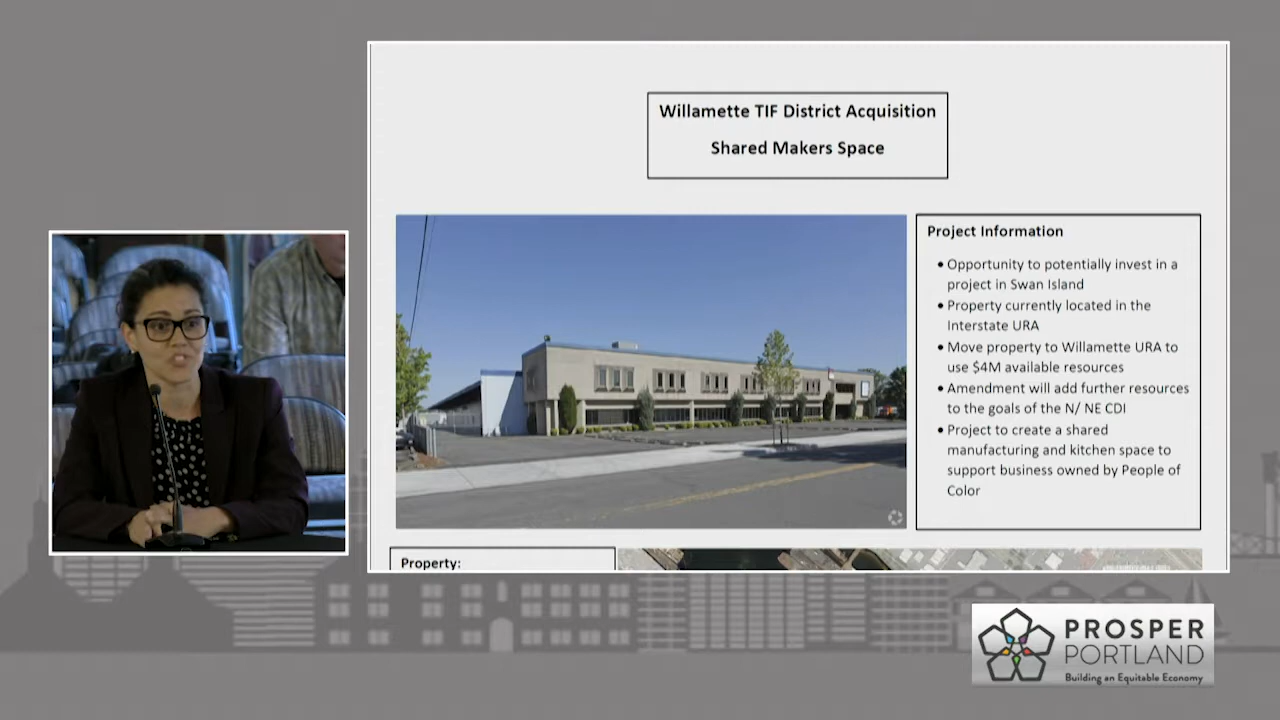 Willamette TIF District Acquisition
Shared Makers Space
Project Information
• Opportunity to potentially invest in a
project in Swan Island
• Property currently located in the
Interstate URA
• Move property to Willamette URA to
use $4M available resources
• Amendment will add further resources
to the goals of the N/ NE CDI
• Project to create a shared
manufacturing and kitchen space to
support business owned by People of
Color
Property:
PROSPER
PORTLAND
Building an Equitable Economy